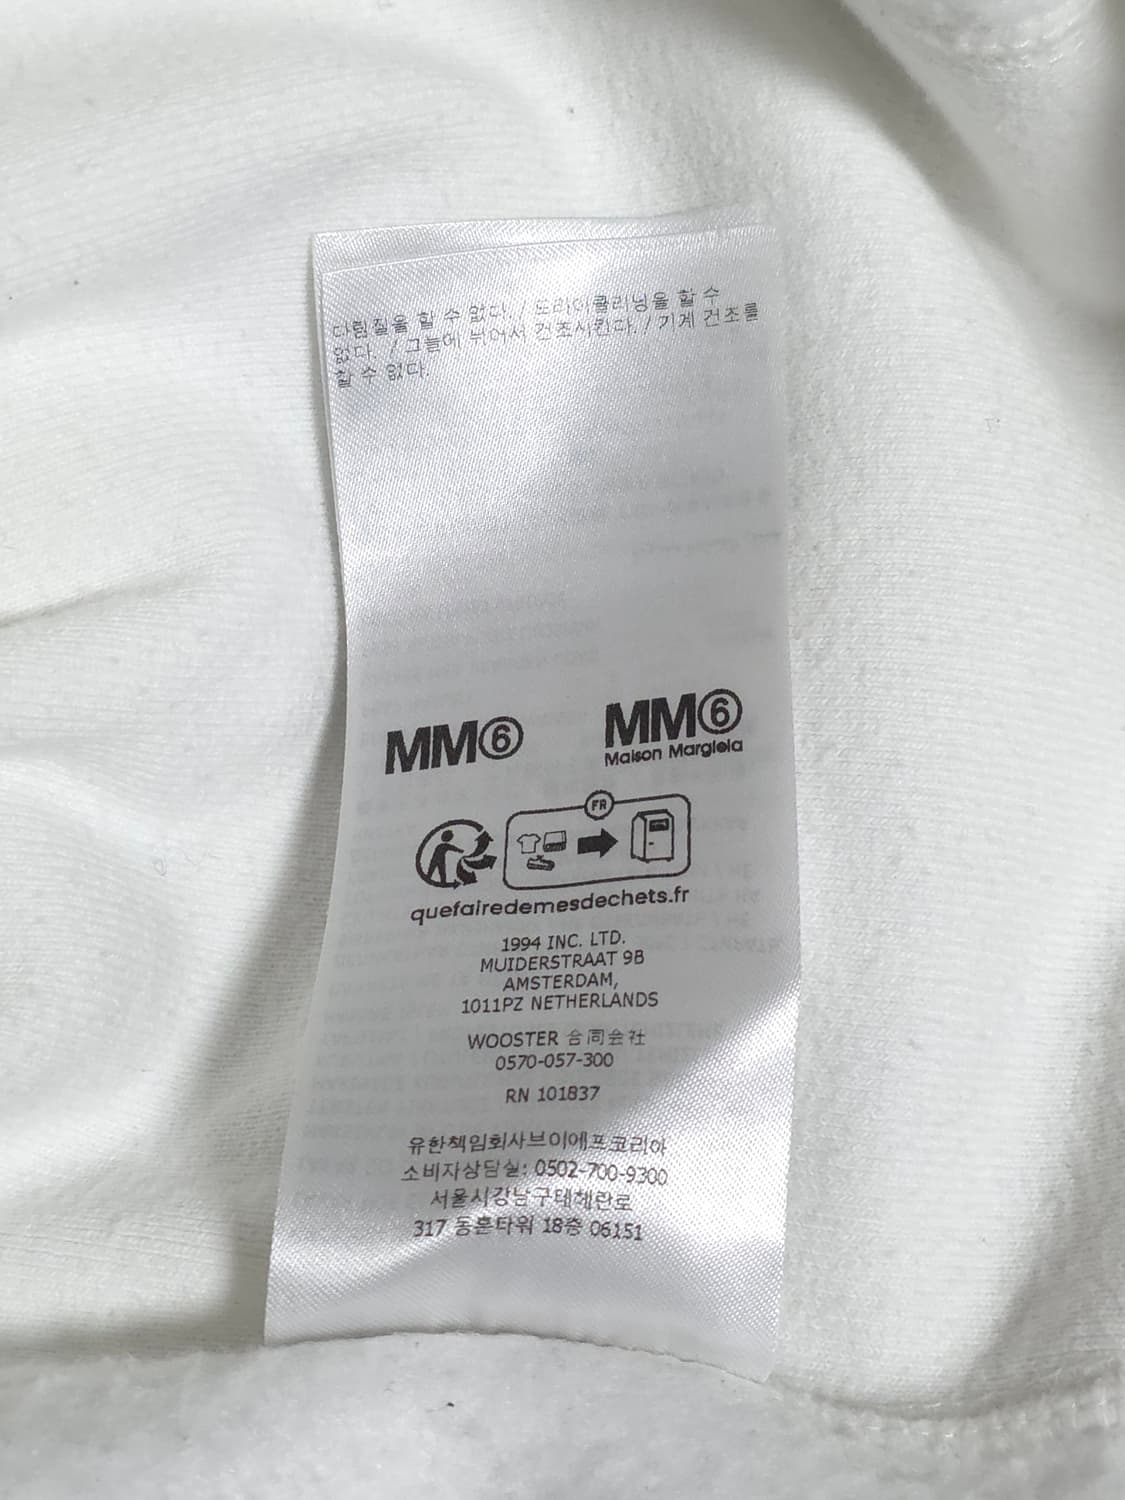 다림질을 할 수 없다. / 드라이클리닝을 할 수
없다. / 그늘에 뉘어서 건조시킨다. / 기계 건조를
할 수 없다.
MM⑥
MM⑥
Maison Margiela
FR
quefairedemesdechets.fr
1994 INC. LTD.
MUIDERSTRAAT 9B
AMSTERDAM,
1011PZ NETHERLANDS
WOOSTER 合同会社
0570-057-300
RN 101837
유한책임회사브이에프코리아
소비자상담실: 0502-700-9300
서울시강남구테헤란로
317 동훈타워 18층 06151